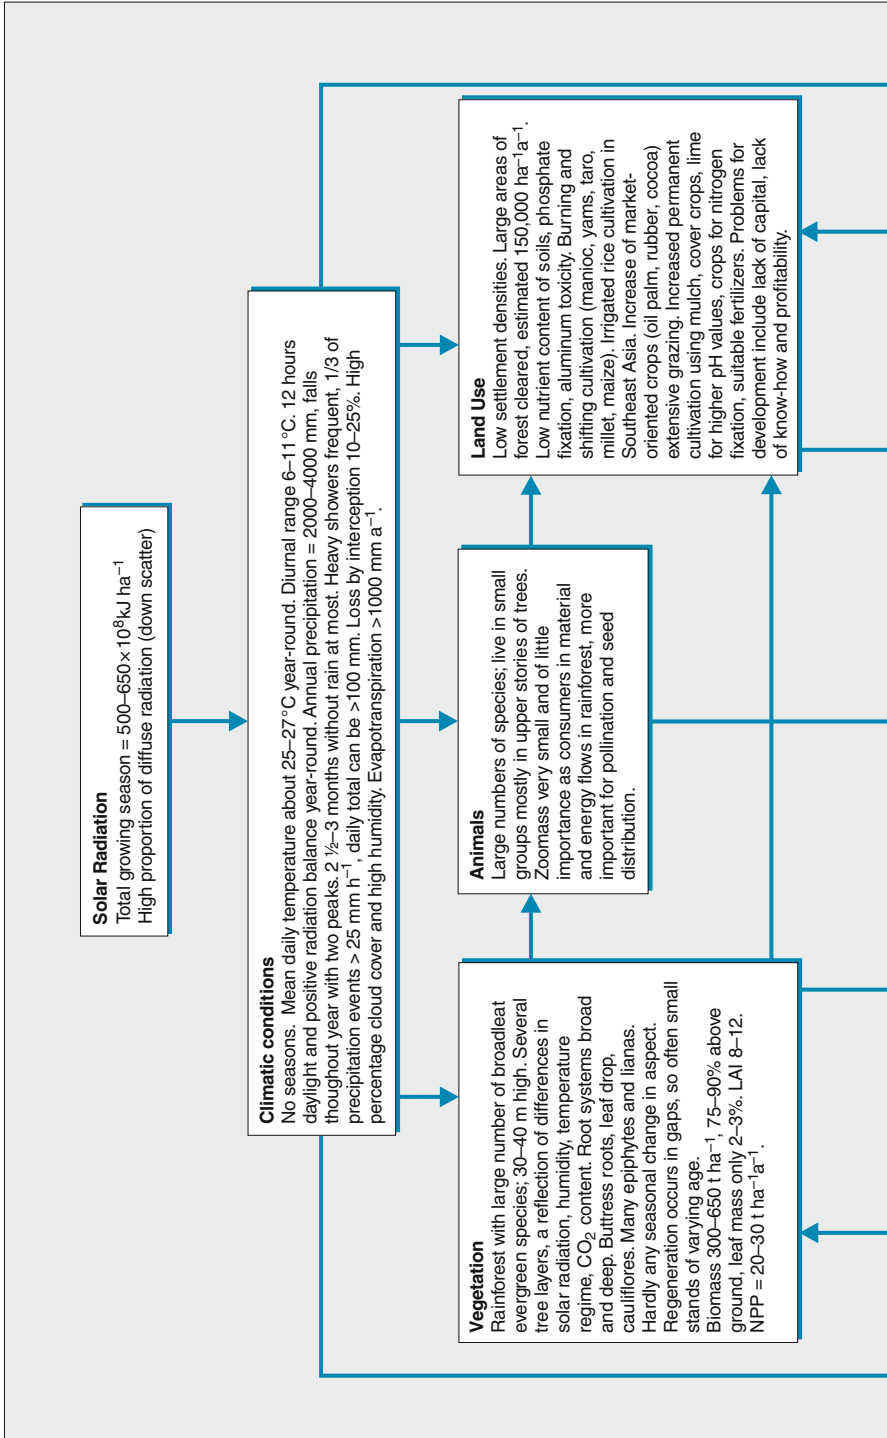 Solar Radiation
Total growing season = 500–650 × 10⁸kJ ha⁻¹
High proportion of diffuse radiation (down scatter)
Climatic conditions
No seasons. Mean daily temperature about 25–27°C year-round. Diurnal range 6–11°C. 12 hours
daylight and positive radiation balance year-round. Annual precipitation = 2000–4000 mm, falls
thoughout year with two peaks. 2 ½–3 months without rain at most. Heavy showers frequent, 1/3 of
precipitation events > 25 mm h⁻¹, daily total can be >100 mm. Loss by interception 10–25%. High
percentage cloud cover and high humidity. Evapotranspiration >1000 mm a⁻¹.
Vegetation
Rainforest with large number of broadleat
evergreen species; 30–40 m high. Several
tree layers, a reflection of differences in
solar radiation, humidity, temperature
regime, CO₂ content. Root systems broad
and deep. Buttress roots, leaf drop,
cauliflores. Many epiphytes and lianas.
Hardly any seasonal change in aspect.
Regeneration occurs in gaps, so often small
stands of varying age.
Biomass 300–650 t ha⁻¹, 75–90% above
ground, leaf mass only 2–3%. LAI 8–12.
NPP = 20–30 t ha⁻¹a⁻¹.
Animals
Large numbers of species; live in small
groups mostly in upper stories of trees.
Zoomass very small and of little
importance as consumers in material
and energy flows in rainforest, more
important for pollination and seed
distribution.
Land Use
Low settlement densities. Large areas of
forest cleared, estimated 150,000 ha⁻¹a⁻¹.
Low nutrient content of soils, phosphate
fixation, aluminum toxicity. Burning and
shifting cultivation (manioc, yams, taro,
millet, maize). Irrigated rice cultivation in
Southeast Asia. Increase of market-
oriented crops (oil palm, rubber, cocoa)
extensive grazing. Increased permanent
cultivation using mulch, cover crops, lime
for higher pH values, crops for nitrogen
fixation, suitable fertilizers. Problems for
development include lack of capital, lack
of know-how and profitability.